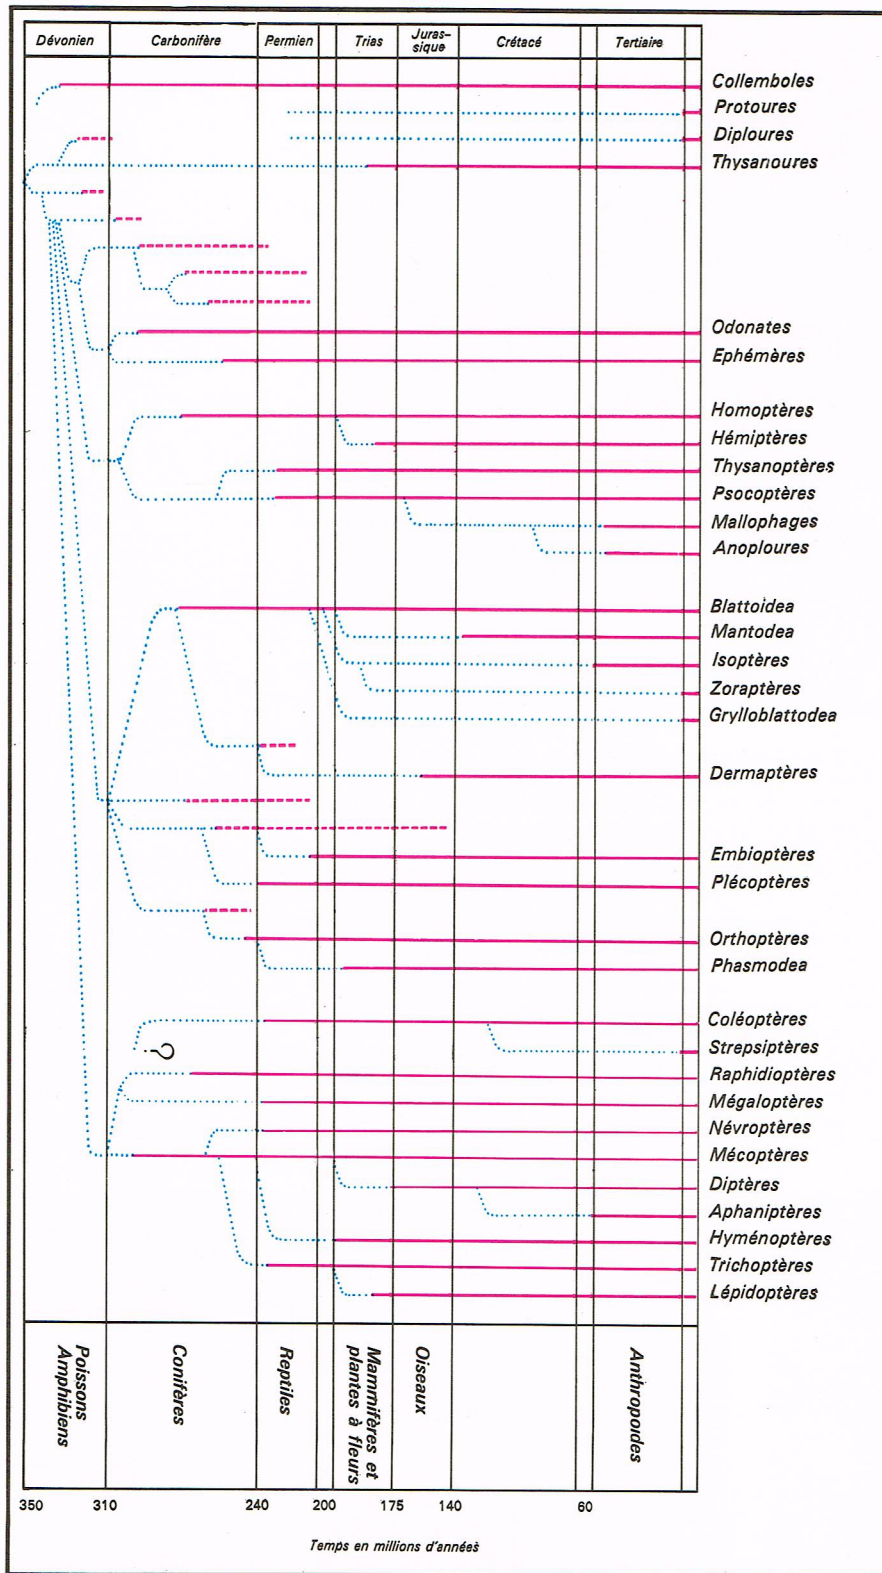 Dévonien
Carbonifère
Permien
Trias
Juras-
sique
Crétacé
Tertiaire
Collemboles
Protoures
Diploures
Thysanoures
Odonates
Ephémères
Homoptères
Hémiptères
Thysanoptères
Psocoptères
Mallophages
Anoploures
Blattoidea
Mantodea
Isoptères
Zoraptères
Grylloblattodea
Dermaptères
Embioptères
Plécoptères
Orthoptères
Phasmodea
Coléoptères
?
Strepsiptères
Raphidioptères
Mégaloptères
Névroptères
Mécoptères
Diptères
Aphaniptères
Hyménoptères
Trichoptères
Lépidoptères
Poissons
Amphibiens
Conifères
Reptiles
Mammifères et
plantes à fleurs
Oiseaux
Anthropoides
350 310 240 200 175 140 60
Temps en millions d'années